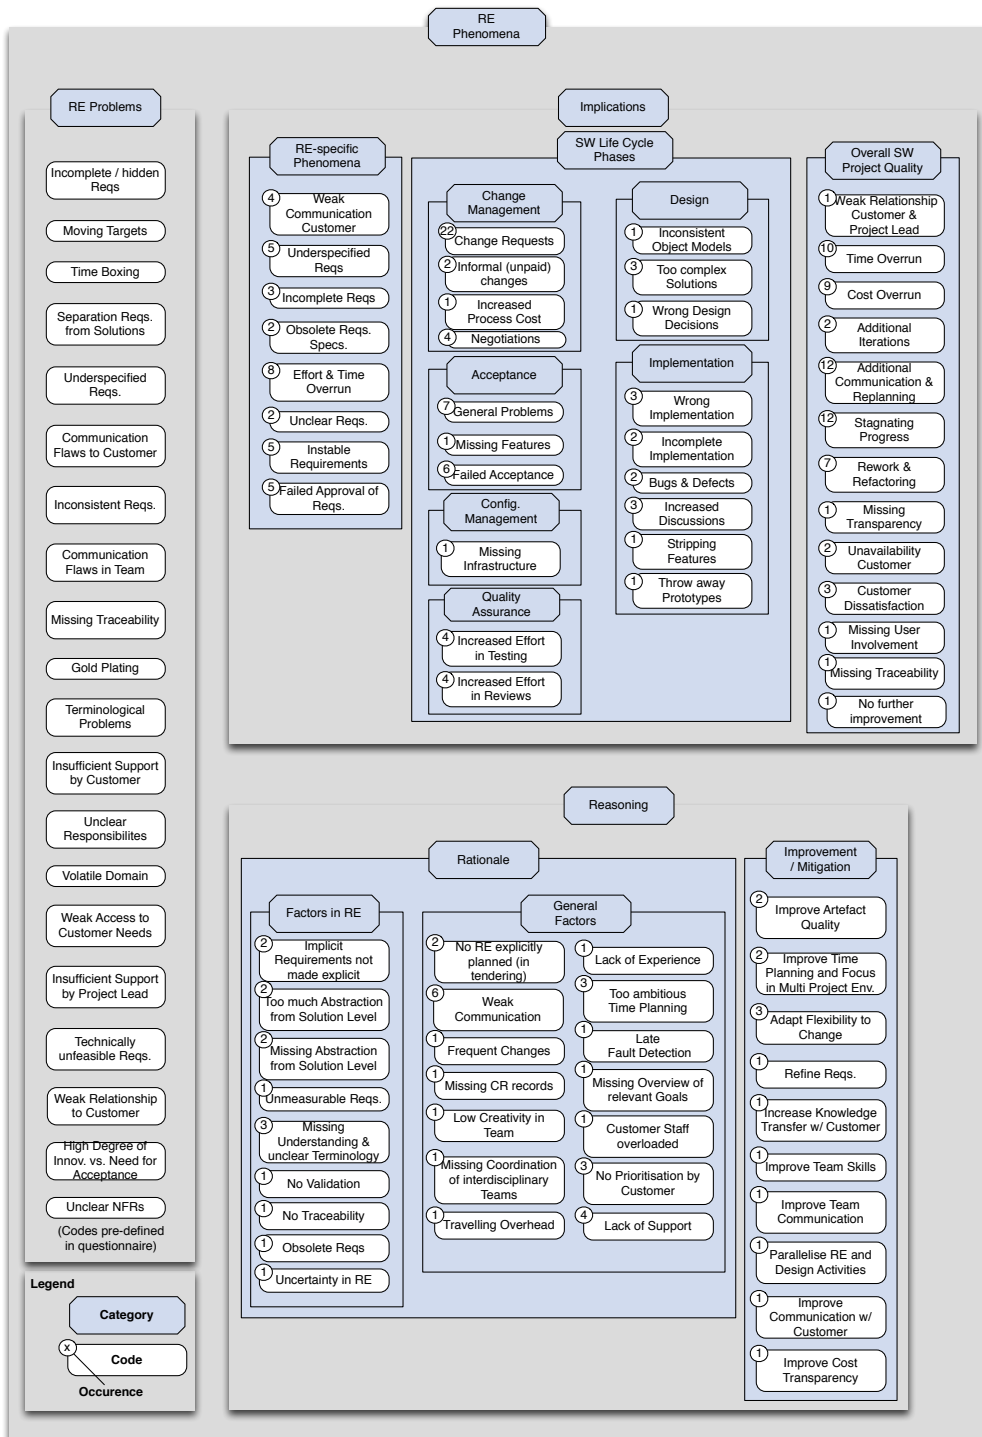 RE
Phenomena
RE Problems
Incomplete / hidden
Reqs
Moving Targets
Time Boxing
Separation Reqs.
from Solutions
Underspecified
Reqs.
Communication
Flaws to Customer
Inconsistent Reqs.
Communication
Flaws in Team
Missing Traceability
Gold Plating
Terminological
Problems
Insufficient Support
by Customer
Unclear
Responsibilites
Volatile Domain
Weak Access to
Customer Needs
Insufficient Support
by Project Lead
Technically
unfeasible Reqs.
Weak Relationship
to Customer
High Degree of
Innov. vs. Need for
Acceptance
Unclear NFRs
(Codes pre-defined
in questionnaire)
Legend
Category
x
Code
Occurence
Implications
RE-specific
Phenomena
4
Weak
Communication
Customer
5
Underspecified
Reqs
3
Incomplete Reqs
2
Obsolete Reqs.
Specs.
8
Effort & Time
Overrun
2
Unclear Reqs.
5
Instable
Requirements
5
Failed Approval of
Reqs.
SW Life Cycle
Phases
Change
Management
22
Change Requests
2
Informal (unpaid)
changes
1
Increased
Process Cost
4
Negotiations
Acceptance
7
General Problems
1
Missing Features
6
Failed Acceptance
Config.
Management
1
Missing
Infrastructure
Quality
Assurance
4
Increased Effort
in Testing
4
Increased Effort
in Reviews
Design
1
Inconsistent
Object Models
3
Too complex
Solutions
1
Wrong Design
Decisions
Implementation
3
Wrong
Implementation
2
Incomplete
Implementation
2
Bugs & Defects
3
Increased
Discussions
1
Stripping
Features
1
Throw away
Prototypes
Overall SW
Project Quality
1
Weak Relationship
Customer &
Project Lead
10
Time Overrun
9
Cost Overrun
2
Additional
Iterations
12
Additional
Communication &
Replanning
12
Stagnating
Progress
7
Rework &
Refactoring
1
Missing
Transparency
2
Unavailability
Customer
3
Customer
Dissatisfaction
1
Missing User
Involvement
1
Missing Traceability
1
No further
improvement
Reasoning
Rationale
Factors in RE
2
Implicit
Requirements not
made explicit
2
Too much Abstraction
from Solution Level
2
Missing Abstraction
from Solution Level
1
Unmeasurable Reqs.
3
Missing
Understanding &
unclear Terminology
1
No Validation
1
No Traceability
1
Obsolete Reqs
1
Uncertainty in RE
General
Factors
2
No RE explicitly
planned (in
tendering)
6
Weak
Communication
1
Frequent Changes
1
Missing CR records
1
Low Creativity in
Team
1
Missing Coordination
of interdisciplinary
Teams
1
Travelling Overhead
1
Lack of Experience
3
Too ambitious
Time Planning
1
Late
Fault Detection
1
Missing Overview of
relevant Goals
1
Customer Staff
overloaded
3
No Prioritisation by
Customer
4
Lack of Support
Improvement
/ Mitigation
2
Improve Artefact
Quality
2
Improve Time
Planning and Focus
in Multi Project Env.
3
Adapt Flexibility to
Change
1
Refine Reqs.
1
Increase Knowledge
Transfer w/ Customer
1
Improve Team Skills
1
Improve Team
Communication
1
Parallelise RE and
Design Activities
1
Improve
Communication w/
Customer
1
Improve Cost
Transparency